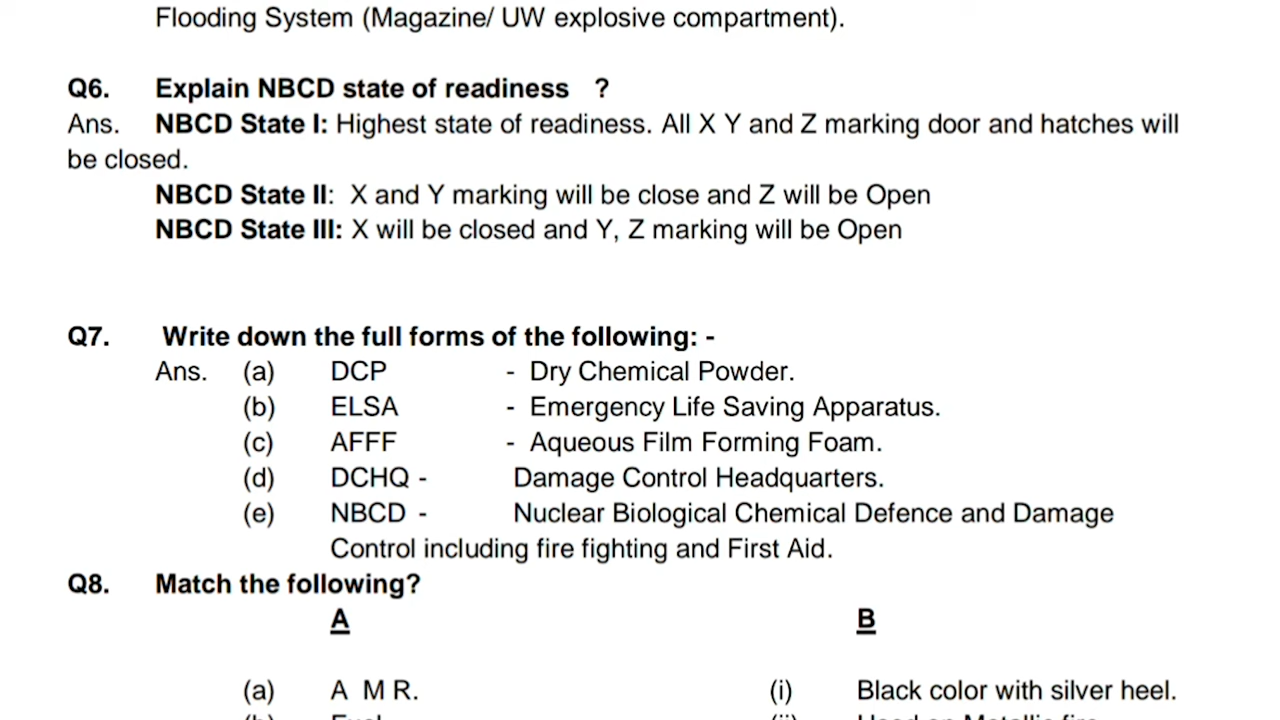 Flooding System (Magazine/ UW explosive compartment).
Q6. Explain NBCD state of readiness ?
Ans. NBCD State I: Highest state of readiness. All X Y and Z marking door and hatches will
be closed.
NBCD State II: X and Y marking will be close and Z will be Open
NBCD State III: X will be closed and Y, Z marking will be Open
Q7. Write down the full forms of the following: -
Ans. (a) DCP - Dry Chemical Powder.
(b) ELSA - Emergency Life Saving Apparatus.
(c) AFFF - Aqueous Film Forming Foam.
(d) DCHQ - Damage Control Headquarters.
(e) NBCD - Nuclear Biological Chemical Defence and Damage
Control including fire fighting and First Aid.
Q8. Match the following?
A B
(a) A M R. (i) Black color with silver heel.